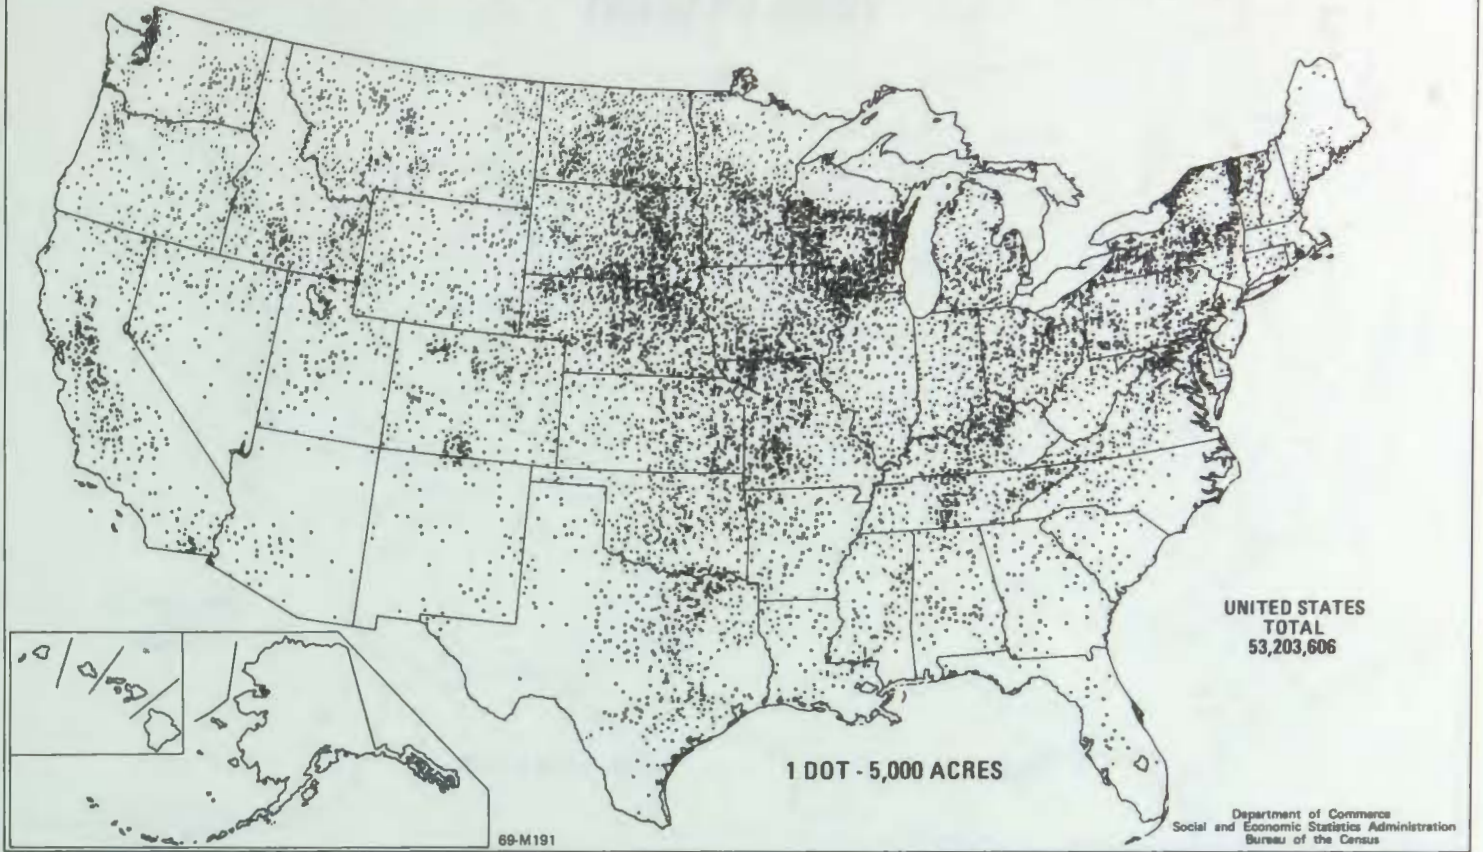 UNITED STATES
TOTAL
53,203,606
1 DOT - 5,000 ACRES
Department of Commerce
Social and Economic Statistics Administration
Bureau of the Census
69-M191